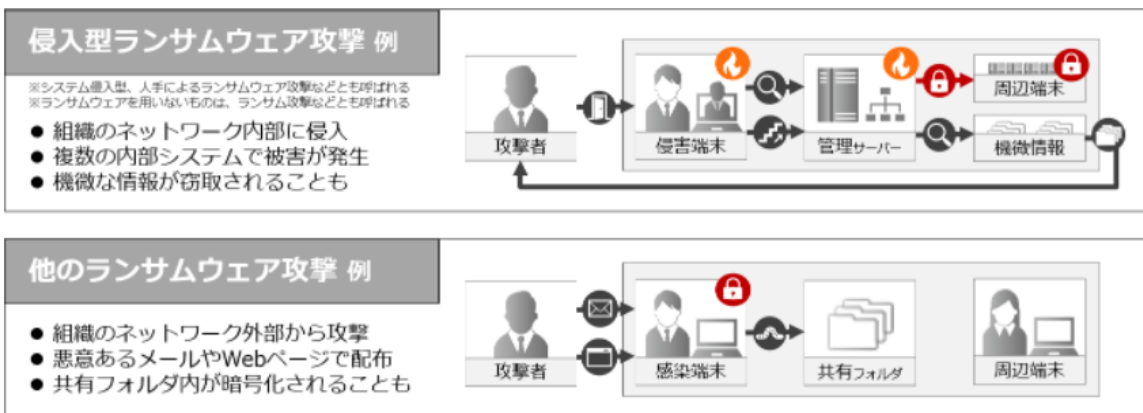 侵入型ランサムウェア攻撃 例
※システム侵入型、人手によるランサムウェア攻撃などとも呼ばれる
※ランサムウェアを用いないものは、ランサム攻撃などとも呼ばれる
● 組織のネットワーク内部に侵入
● 複数の内部システムで被害が発生
● 機微な情報が窃取されることも
攻撃者
侵害端末
管理サーバー
周辺端末
機微情報
他のランサムウェア攻撃 例
● 組織のネットワーク外部から攻撃
● 悪意あるメールやWebページで配布
● 共有フォルダ内が暗号化されることも
攻撃者
感染端末
共有フォルダ
周辺端末